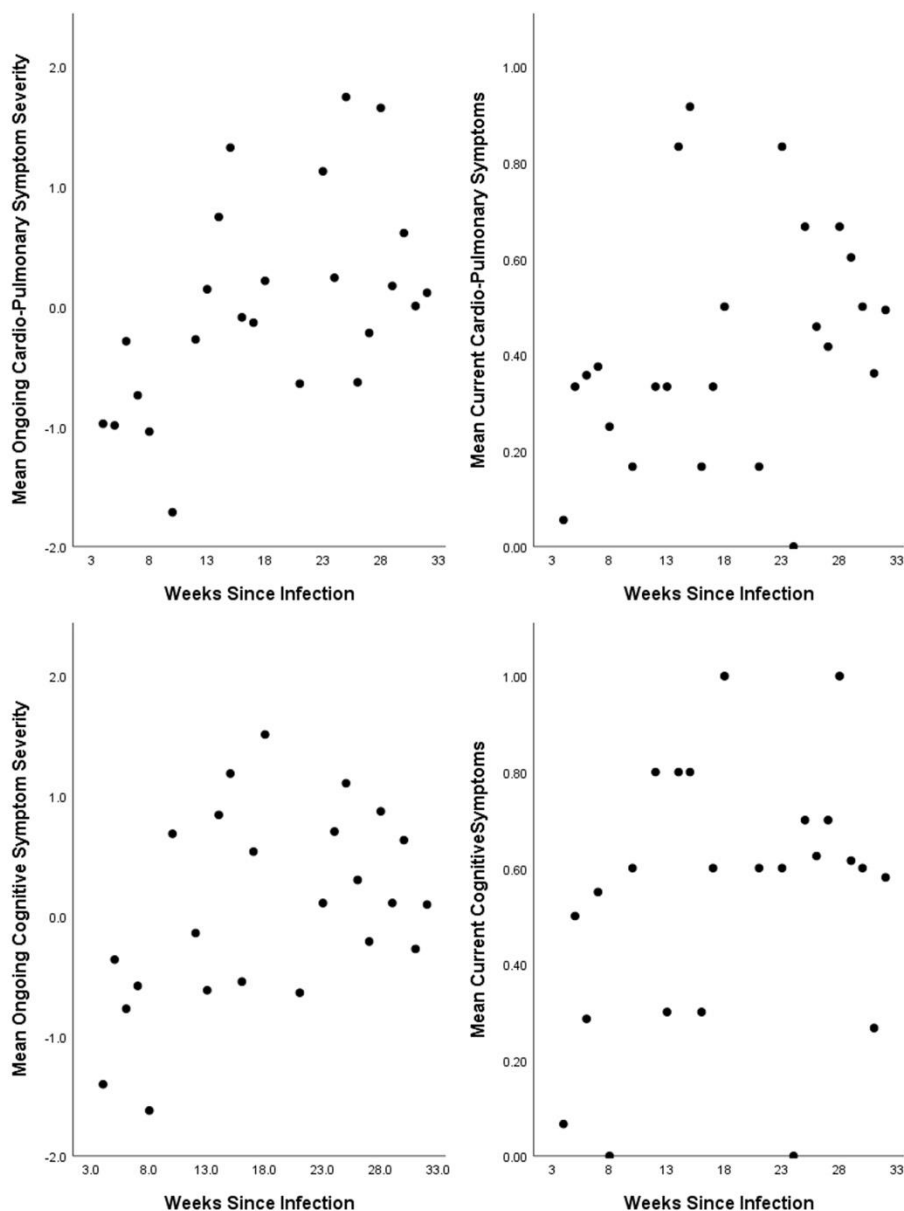 Mean Ongoing Cardio-Pulmonary Symptom Severity
2.0
1.0
0.0
-1.0
-2.0
3 8 13 18 23 28 33
Weeks Since Infection
Mean Current Cardio-Pulmonary Symptoms
1.00
0.80
0.60
0.40
0.20
0.00
3 8 13 18 23 28 33
Weeks Since Infection
Mean Ongoing Cognitive Symptom Severity
2.0
1.0
0.0
-1.0
-2.0
3.0 8.0 13.0 18.0 23.0 28.0 33.0
Weeks Since Infection
Mean Current CognitiveSymptoms
1.00
0.80
0.60
0.40
0.20
0.00
3 8 13 18 23 28 33
Weeks Since Infection